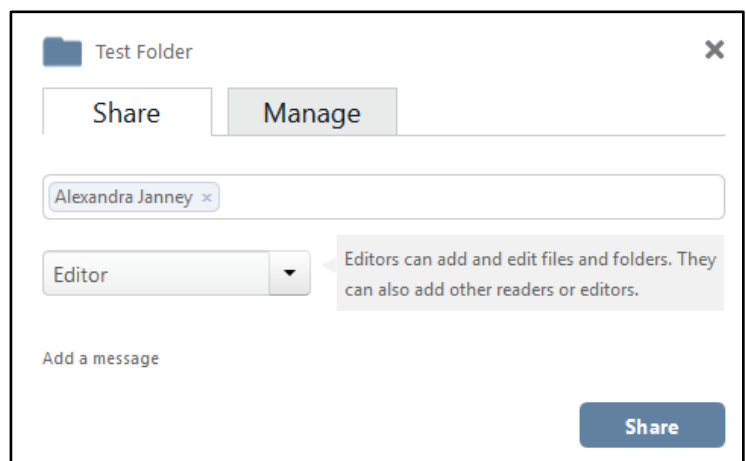 Test Folder
Share
Manage
Alexandra Janney ×
Editor
Editors can add and edit files and folders. They
can also add other readers or editors.
Add a message
Share